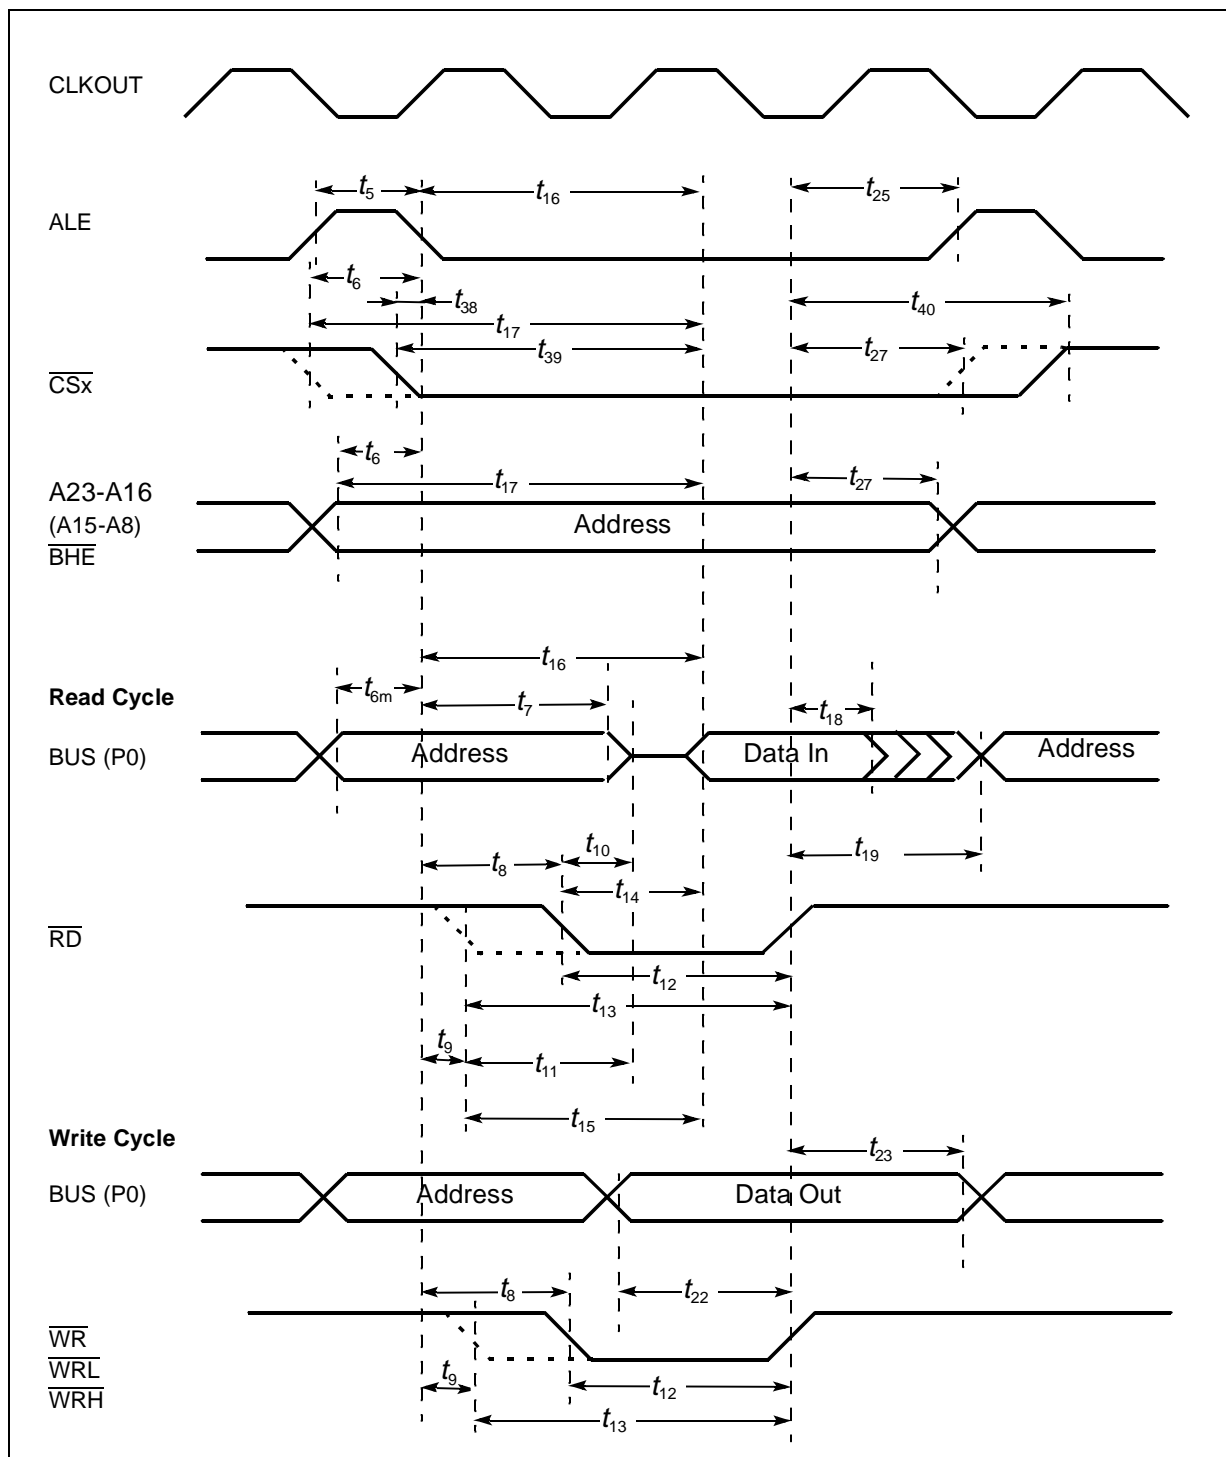 CLKOUT
t5
t16
t25
ALE
t6
t38
t40
t17
t39
t27
CSx
t6
t17
t27
A23-A16
(A15-A8)
Address
BHE
t16
t6m
Read Cycle
t7
t18
BUS (P0)
Address
Data In
Address
t10
t8
t19
t14
RD
t12
t13
t9
t11
t15
Write Cycle
t23
BUS (P0)
Address
Data Out
t8
t22
WR
WRL
t9
t12
WRH
t13